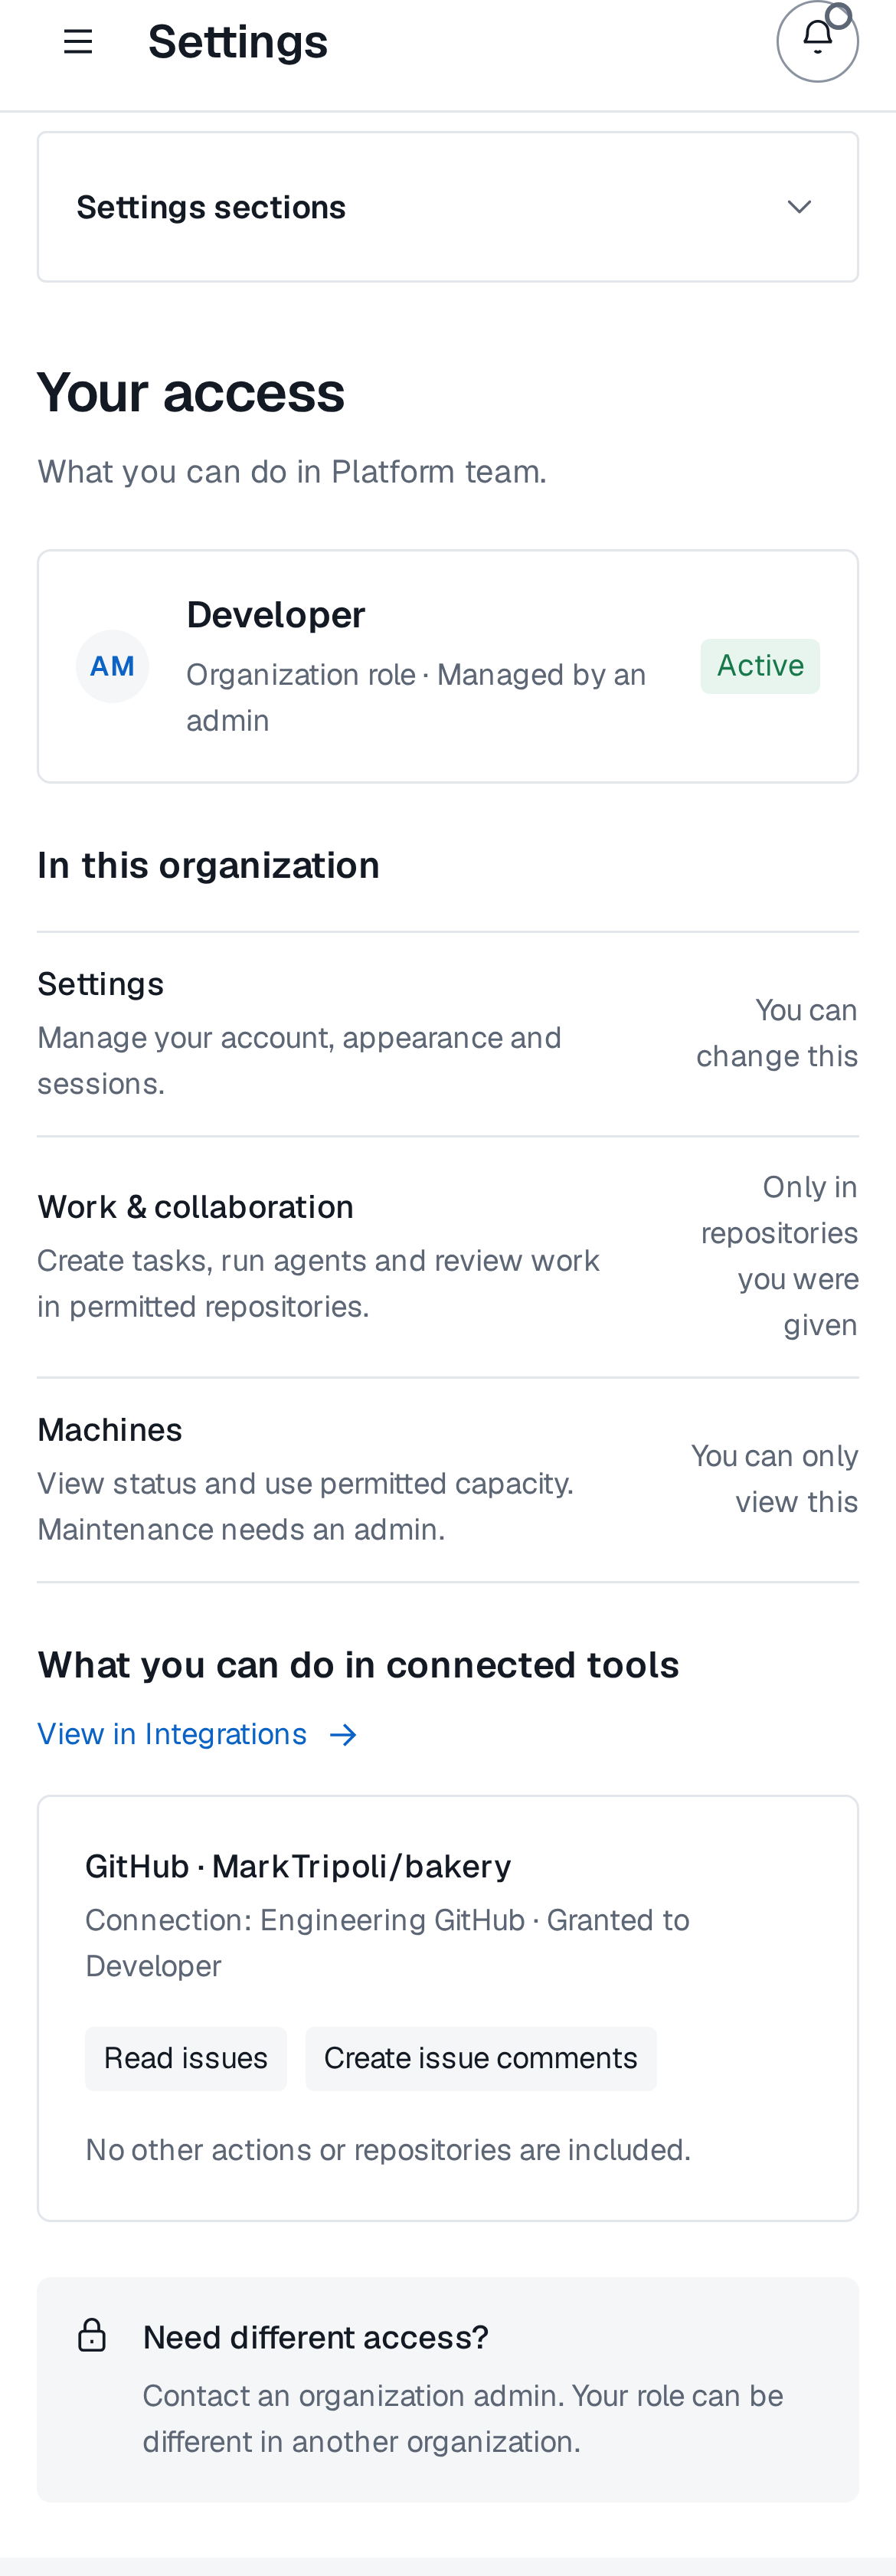 Settings
Settings sections
Your access
What you can do in Platform team.
AM
Developer
Organization role · Managed by an
admin
Active
In this organization
Settings
Manage your account, appearance and
sessions.
You can
change this
Work & collaboration
Create tasks, run agents and review work
in permitted repositories.
Only in
repositories
you were
given
Machines
View status and use permitted capacity.
Maintenance needs an admin.
You can only
view this
What you can do in connected tools
View in Integrations →
GitHub · MarkTripoli/bakery
Connection: Engineering GitHub · Granted to
Developer
Read issues
Create issue comments
No other actions or repositories are included.
Need different access?
Contact an organization admin. Your role can be
different in another organization.